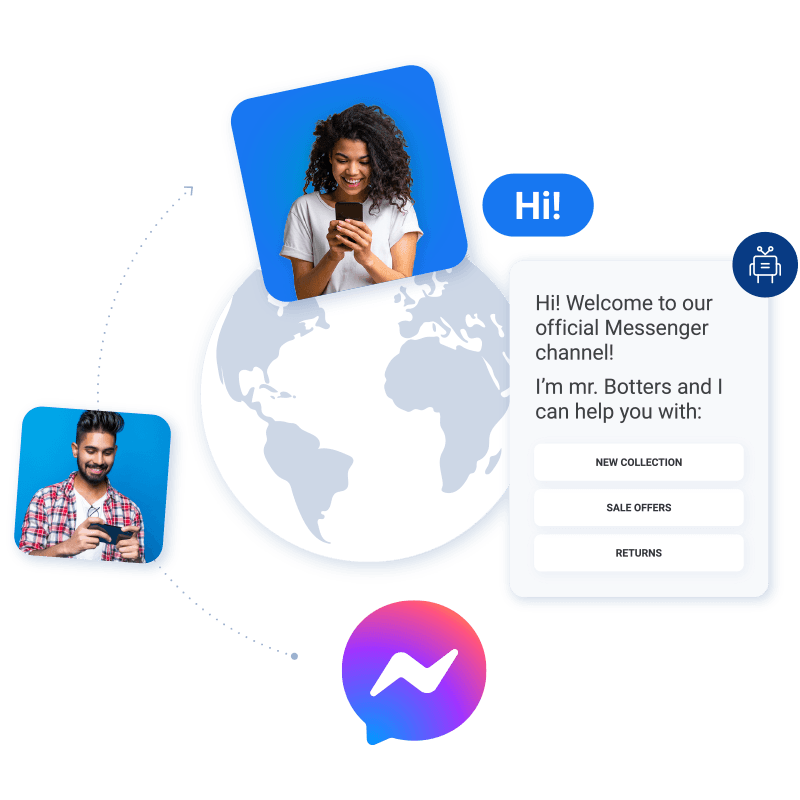 Hi!
Hi! Welcome to our
official Messenger
channel!
I’m mr. Botters and I
can help you with:
NEW COLLECTION
SALE OFFERS
RETURNS